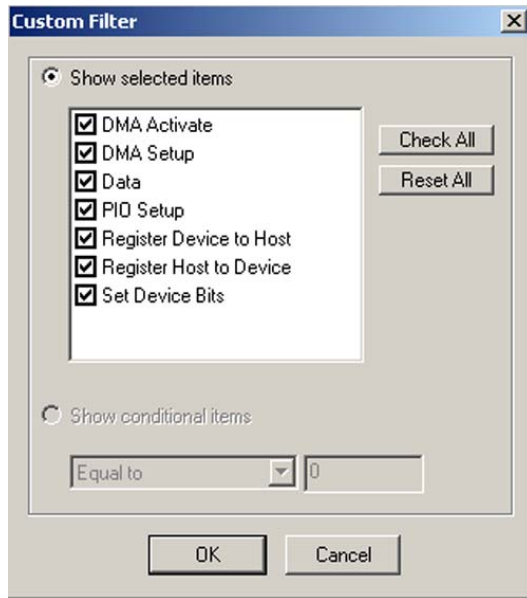 Custom Filter
Show selected items
DMA Activate
DMA Setup
Data
PIO Setup
Register Device to Host
Register Host to Device
Set Device Bits
Check All
Reset All
Show conditional items
Equal to
0
OK
Cancel